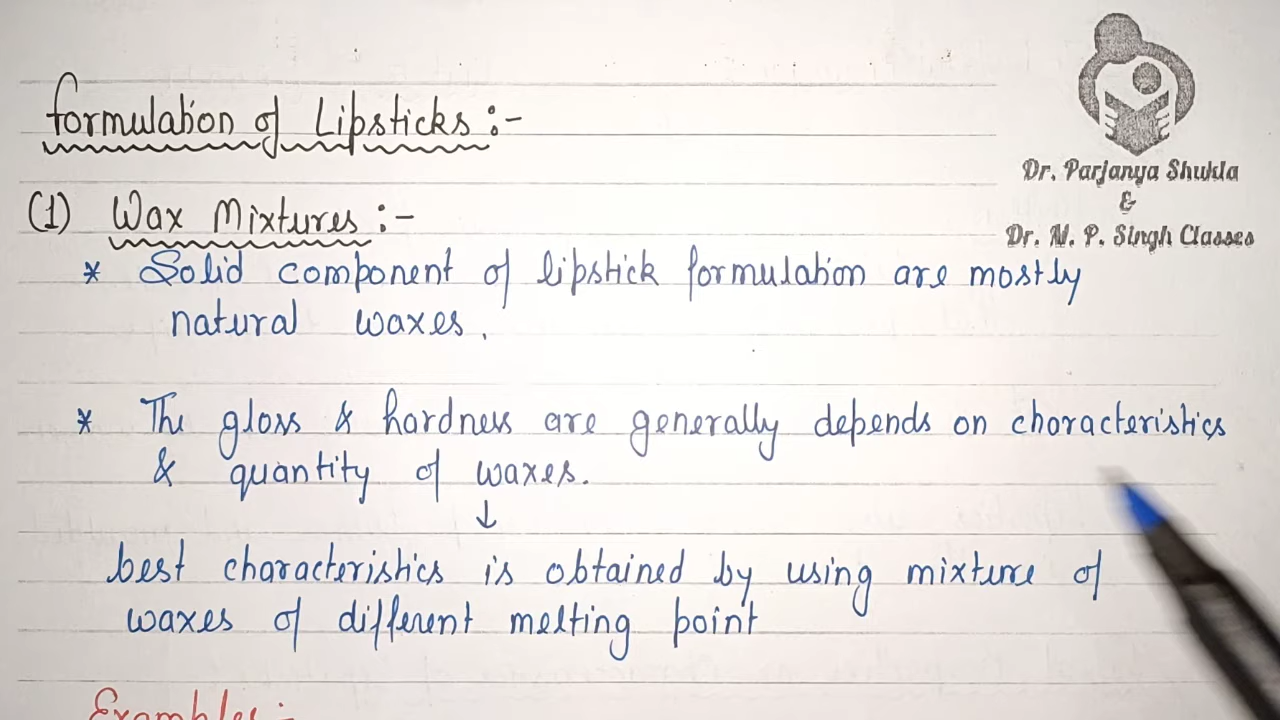 Formulation of Lipsticks :-
Dr. Parjanya Shukla
&
Dr. M. P. Singh Classes
(1) Wax Mixtures :-
* Solid component of lipstick formulation are mostly
natural waxes.
* The gloss & hardness are generally depends on choracteristics
& quantity of waxes.
↓
best characteristics is obtained by using mixture of
waxes of different melting point
Examples :-